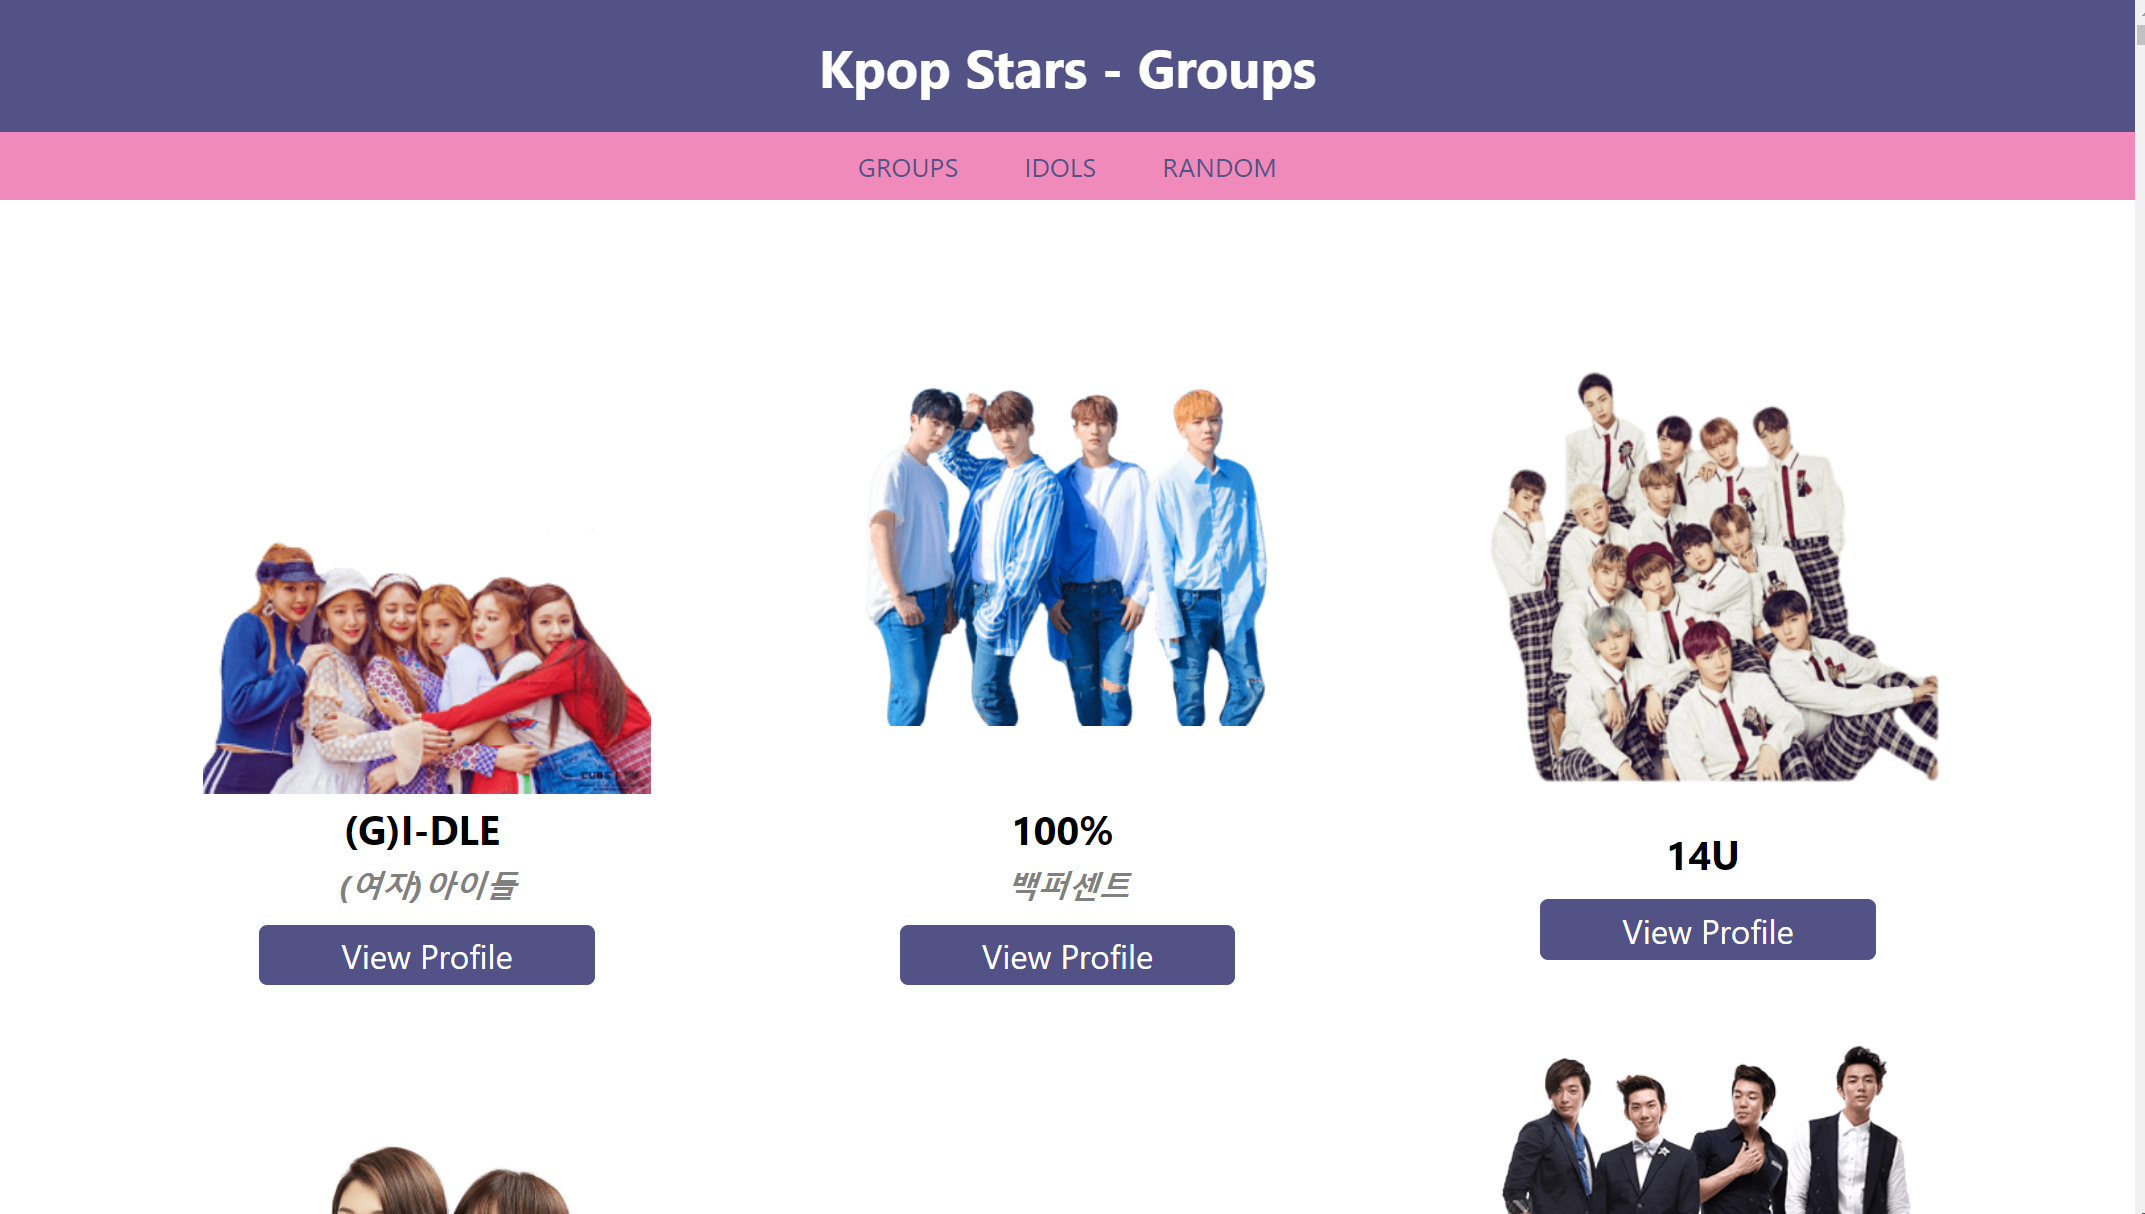 Kpop Stars - Groups
GROUPS IDOLS RANDOM
(G)I-DLE
(여자)아이들
View Profile
100%
백퍼센트
View Profile
14U
View Profile